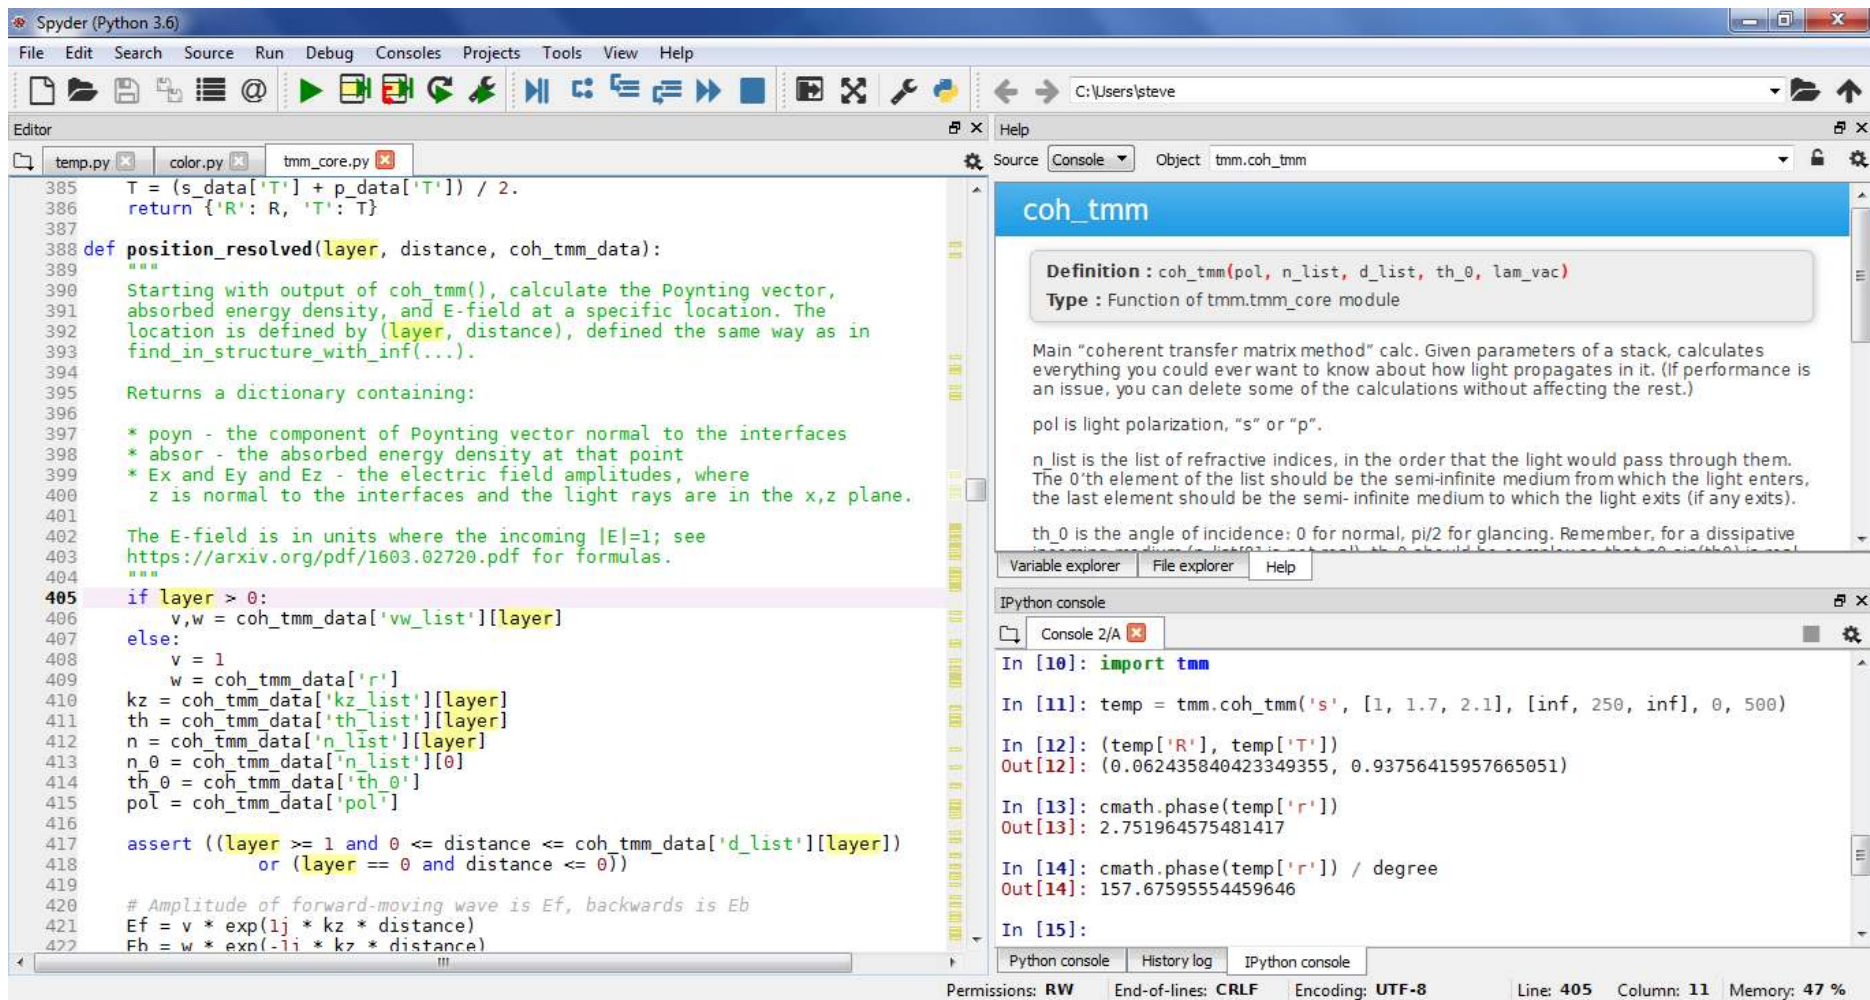 Spyder (Python 3.6)
File Edit Search Source Run Debug Consoles Projects Tools View Help
C:\Users\steve
Editor
temp.py color.py tmm_core.py
385 T = (s_data['T'] + p_data['T']) / 2.
386 return {'R': R, 'T': T}
387
388 def position_resolved(layer, distance, coh_tmm_data):
389 """
390 Starting with output of coh_tmm(), calculate the Poynting vector,
391 absorbed energy density, and E-field at a specific location. The
392 location is defined by (layer, distance), defined the same way as in
393 find_in_structure_with_inf(...).
394
395 Returns a dictionary containing:
396
397 * poyn - the component of Poynting vector normal to the interfaces
398 * absor - the absorbed energy density at that point
399 * Ex and Ey and Ez - the electric field amplitudes, where
400 z is normal to the interfaces and the light rays are in the x,z plane.
401
402 The E-field is in units where the incoming |E|=1; see
403 https://arxiv.org/pdf/1603.02720.pdf for formulas.
404 """
405 if layer > 0:
406 v,w = coh_tmm_data['vw_list'][layer]
407 else:
408 v = 1
409 w = coh_tmm_data['r']
410 kz = coh_tmm_data['kz_list'][layer]
411 th = coh_tmm_data['th_list'][layer]
412 n = coh_tmm_data['n_list'][layer]
413 n_0 = coh_tmm_data['n_list'][0]
414 th_0 = coh_tmm_data['th_0']
415 pol = coh_tmm_data['pol']
416
417 assert ((layer >= 1 and 0 <= distance <= coh_tmm_data['d_list'][layer])
418 or (layer == 0 and distance <= 0))
419
420 # Amplitude of forward-moving wave is Ef, backwards is Eb
421 Ef = v * exp(1j * kz * distance)
422 Eb = w * exp(-1j * kz * distance)
Help
Source Console Object tmm.coh_tmm
coh_tmm
Definition : coh_tmm(pol, n_list, d_list, th_0, lam_vac)
Type : Function of tmm.tmm_core module
Main “coherent transfer matrix method” calc. Given parameters of a stack, calculates
everything you could ever want to know about how light propagates in it. (If performance is
an issue, you can delete some of the calculations without affecting the rest.)
pol is light polarization, “s” or “p”.
n_list is the list of refractive indices, in the order that the light would pass through them.
The 0’th element of the list should be the semi-infinite medium from which the light enters,
the last element should be the semi- infinite medium to which the light exits (if any exits).
th_0 is the angle of incidence: 0 for normal, pi/2 for glancing. Remember, for a dissipative
Variable explorer File explorer Help
IPython console
Console 2/A
In [10]: import tmm
In [11]: temp = tmm.coh_tmm('s', [1, 1.7, 2.1], [inf, 250, inf], 0, 500)
In [12]: (temp['R'], temp['T'])
Out[12]: (0.062435840423349355, 0.93756415957665051)
In [13]: cmath.phase(temp['r'])
Out[13]: 2.751964575481417
In [14]: cmath.phase(temp['r']) / degree
Out[14]: 157.67595554459646
In [15]:
Python console History log IPython console
Permissions: RW End-of-lines: CRLF Encoding: UTF-8 Line: 405 Column: 11 Memory: 47 %